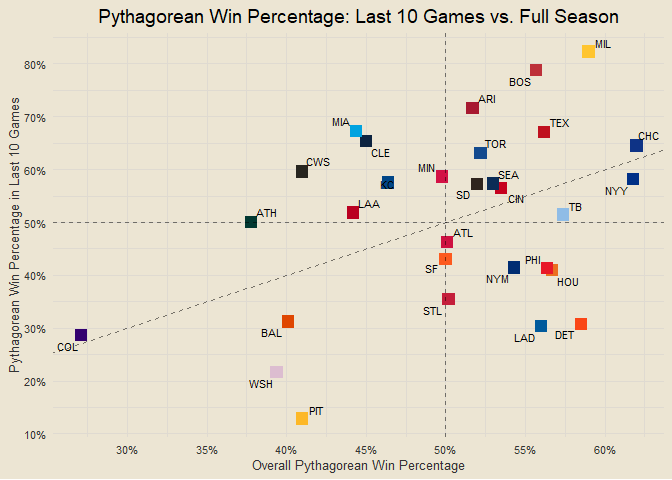 Pythagorean Win Percentage: Last 10 Games vs. Full Season
Pythagorean Win Percentage in Last 10 Games
80%
70%
60%
50%
40%
30%
20%
10%
MIL
BOS
ARI
MIA
TEX
CHC
CLE
TOR
CWS
MIN
SEA
KC
SD
CIN
NYY
ATH
LAA
TB
ATL
SF
PHI
NYM
HOU
STL
BAL
LAD
DET
COL
WSH
PIT
30%
35%
40%
45%
50%
55%
60%
Overall Pythagorean Win Percentage